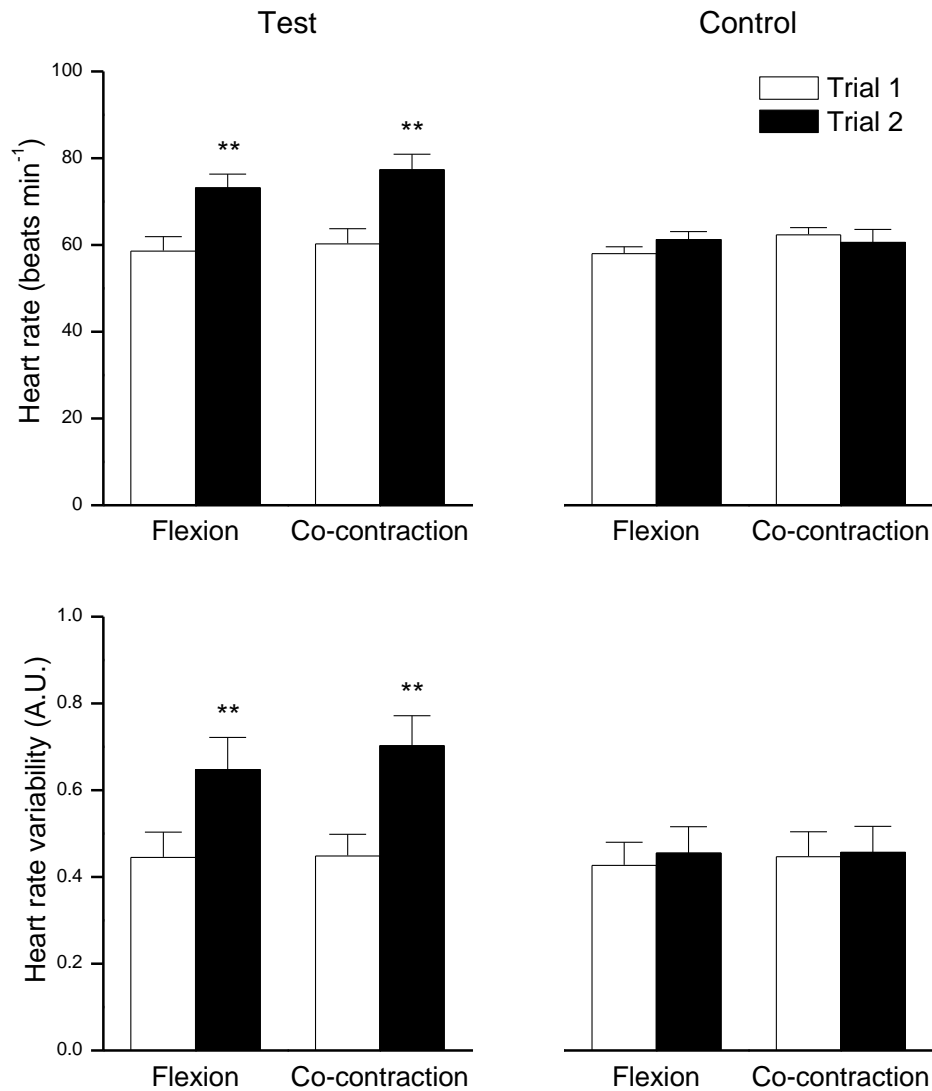 Test
Control
Heart rate (beats min-1)
100
80
60
40
20
0
**
**
Trial 1
Trial 2
Flexion
Co-contraction
Flexion
Co-contraction
Heart rate variability (A.U.)
1.0
0.8
0.6
0.4
0.2
0.0
**
**
Flexion
Co-contraction
Flexion
Co-contraction